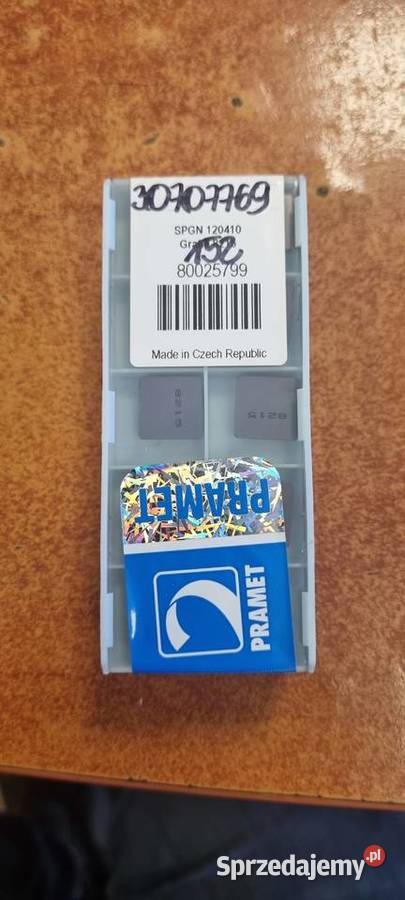 30707769
SPGN 120410
152
80025799
Made in Czech Republic
8215
8215
PRAMET
PRAMET
Sprzedajemy.pl